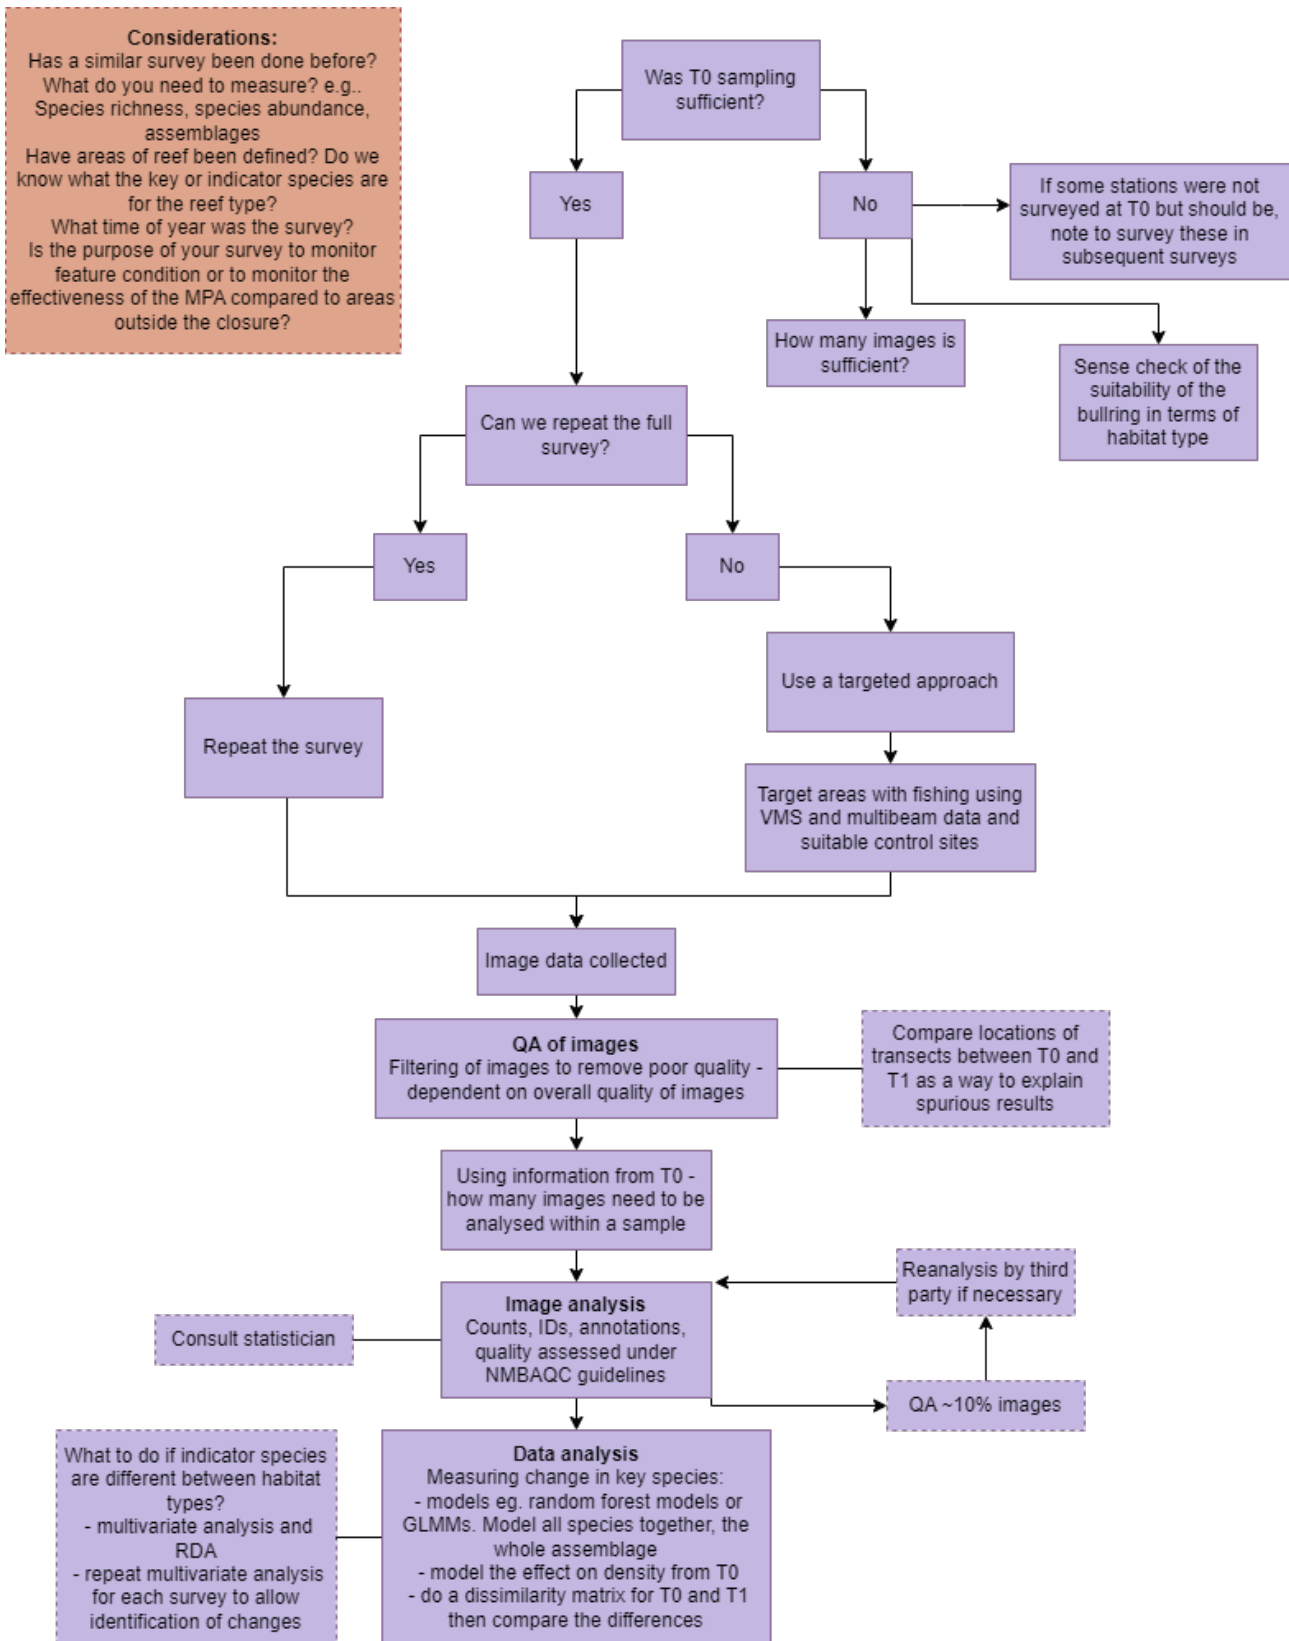 Considerations:
Has a similar survey been done before?
What do you need to measure? e.g..
Species richness, species abundance,
assemblages
Have areas of reef been defined? Do we
know what the key or indicator species are
for the reef type?
What time of year was the survey?
Is the purpose of your survey to monitor
feature condition or to monitor the
effectiveness of the MPA compared to areas
outside the closure?
Was T0 sampling
sufficient?
Yes
No
If some stations were not
surveyed at T0 but should be,
note to survey these in
subsequent surveys
How many images is
sufficient?
Sense check of the
suitability of the
bullring in terms of
habitat type
Can we repeat the full
survey?
Yes
No
Use a targeted approach
Repeat the survey
Target areas with fishing using
VMS and multibeam data and
suitable control sites
Image data collected
QA of images
Filtering of images to remove poor quality -
dependent on overall quality of images
Compare locations of
transects between T0 and
T1 as a way to explain
spurious results
Using information from T0 -
how many images need to be
analysed within a sample
Reanalysis by third
party if necessary
Image analysis
Counts, IDs, annotations,
quality assessed under
NMBAQC guidelines
Consult statistician
QA ~10% images
What to do if indicator species
are different between habitat
types?
- multivariate analysis and
RDA
- repeat multivariate analysis
for each survey to allow
identification of changes
Data analysis
Measuring change in key species:
- models eg. random forest models or
GLMMs. Model all species together, the
whole assemblage
- model the effect on density from T0
- do a dissimilarity matrix for T0 and T1
then compare the differences